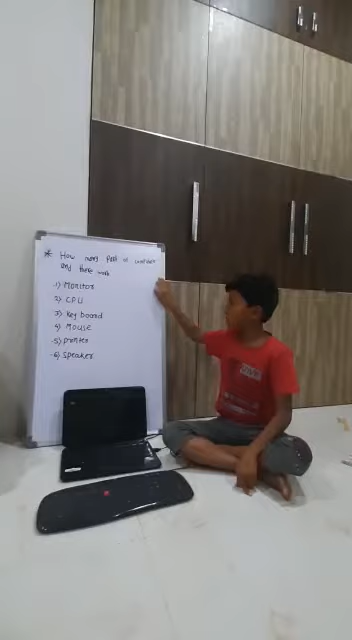 * How many part of computer
and there work
1) Monitor
2) CPU
3) Key board
4) Mouse
5) printer
6) speaker